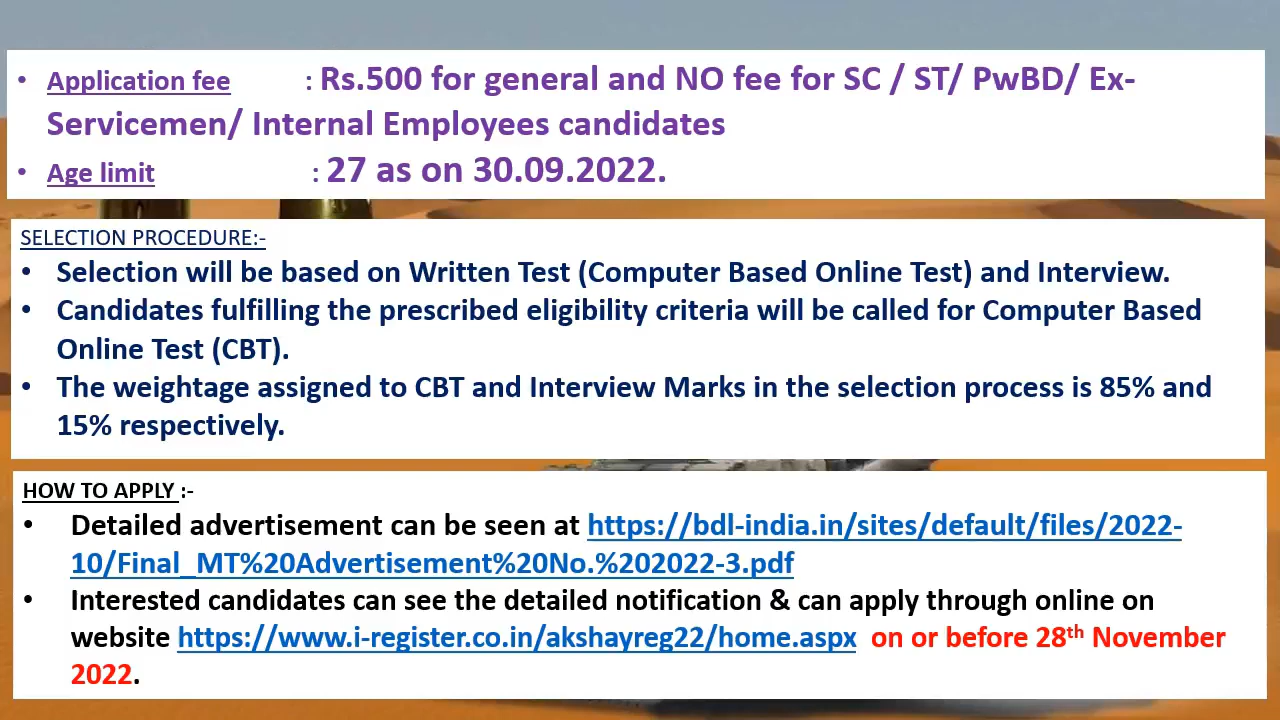 • Application fee : Rs.500 for general and NO fee for SC / ST/ PwBD/ Ex-
Servicemen/ Internal Employees candidates
• Age limit : 27 as on 30.09.2022.
SELECTION PROCEDURE:-
• Selection will be based on Written Test (Computer Based Online Test) and Interview.
• Candidates fulfilling the prescribed eligibility criteria will be called for Computer Based
Online Test (CBT).
• The weightage assigned to CBT and Interview Marks in the selection process is 85% and
15% respectively.
HOW TO APPLY :-
• Detailed advertisement can be seen at https://bdl-india.in/sites/default/files/2022-
10/Final_MT%20Advertisement%20No.%202022-3.pdf
• Interested candidates can see the detailed notification & can apply through online on
website https://www.i-register.co.in/akshayreg22/home.aspx on or before 28th November
2022.